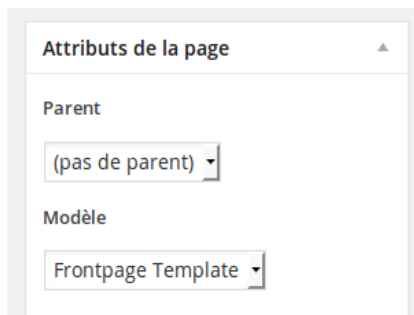 Attributs de la page
Parent
(pas de parent)
Modèle
Frontpage Template